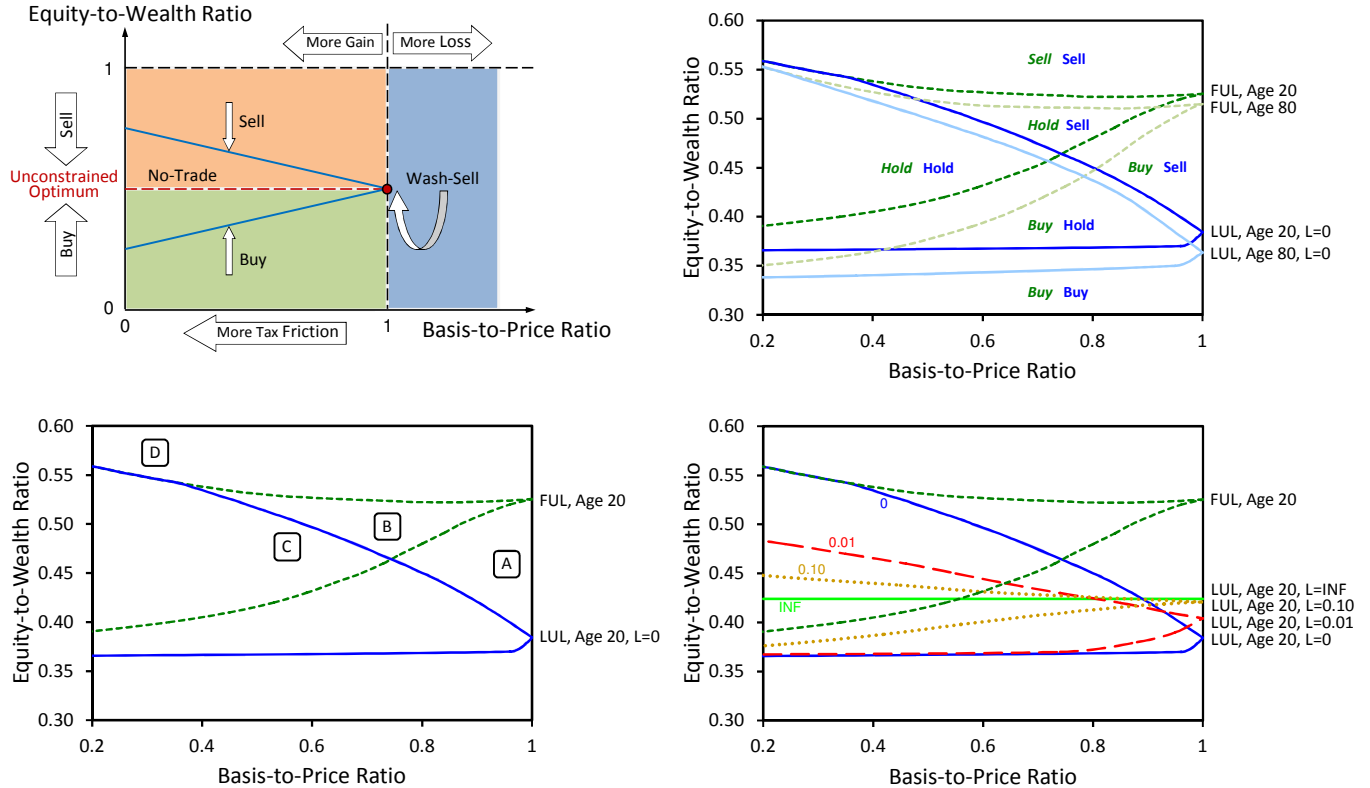 Equity-to-Wealth Ratio
More Gain
More Loss
1
Sell
Sell
Unconstrained
Optimum
No-Trade
Wash-Sell
Buy
Buy
0
0
1
Basis-to-Price Ratio
More Tax Friction
Equity-to-Wealth Ratio
0.60
0.55
0.50
0.45
0.40
0.35
0.30
Sell Sell
Hold Sell
Hold Hold
Buy Sell
Buy Hold
Buy Buy
FUL, Age 20
FUL, Age 80
LUL, Age 20, L=0
LUL, Age 80, L=0
0.2
0.4
0.6
0.8
1
Basis-to-Price Ratio
Equity-to-Wealth Ratio
0.60
0.55
0.50
0.45
0.40
0.35
0.30
D
B
C
A
FUL, Age 20
LUL, Age 20, L=0
0.2
0.4
0.6
0.8
1
Basis-to-Price Ratio
Equity-to-Wealth Ratio
0.60
0.55
0.50
0.45
0.40
0.35
0.30
0
0.01
0.10
INF
FUL, Age 20
LUL, Age 20, L=INF
LUL, Age 20, L=0.10
LUL, Age 20, L=0.01
LUL, Age 20, L=0
0.2
0.4
0.6
0.8
1
Basis-to-Price Ratio